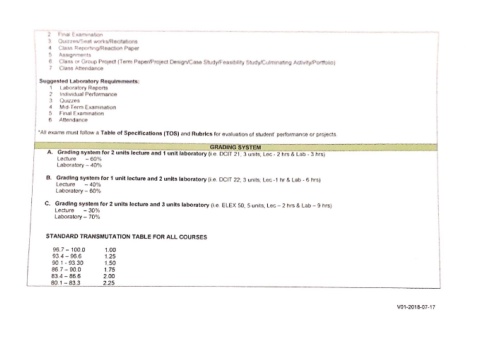 2 Final Examination
3 Quizzes/Seat works/Recitations
4 Class Reporting/Reaction Paper
5 Assignments
6 Class or Group Project (Term Paper/Project Design/Case Study/Feasibility Study/Culminating Activity/Portfolio)
7 Class Attendance
Suggested Laboratory Requirements:
1 Laboratory Reports
2 Individual Performance
3 Quizzes
4 Mid-Term Examination
5 Final Examination
6 Attendance
*All exams must follow a Table of Specifications (TOS) and Rubrics for evaluation of student' performance or projects
GRADING SYSTEM
A. Grading system for 2 units lecture and 1 unit laboratory (i.e. DCIT 21, 3 units, Lec - 2 hrs & Lab - 3 hrs)
Lecture – 60%
Laboratory – 40%
B. Grading system for 1 unit lecture and 2 units laboratory (i.e. DCIT 22, 3 units, Lec -1 hr & Lab - 6 hrs)
Lecture – 40%
Laboratory – 60%
C. Grading system for 2 units lecture and 3 units laboratory (i.e. ELEX 50, 5 units, Lec – 2 hrs & Lab – 9 hrs)
Lecture – 30%
Laboratory – 70%
STANDARD TRANSMUTATION TABLE FOR ALL COURSES
96.7 – 100.0 1.00
93.4 – 96.6 1.25
90.1 - 93.30 1.50
86.7 – 90.0 1.75
83.4 – 86.6 2.00
80.1 – 83.3 2.25
V01-2018-07-17